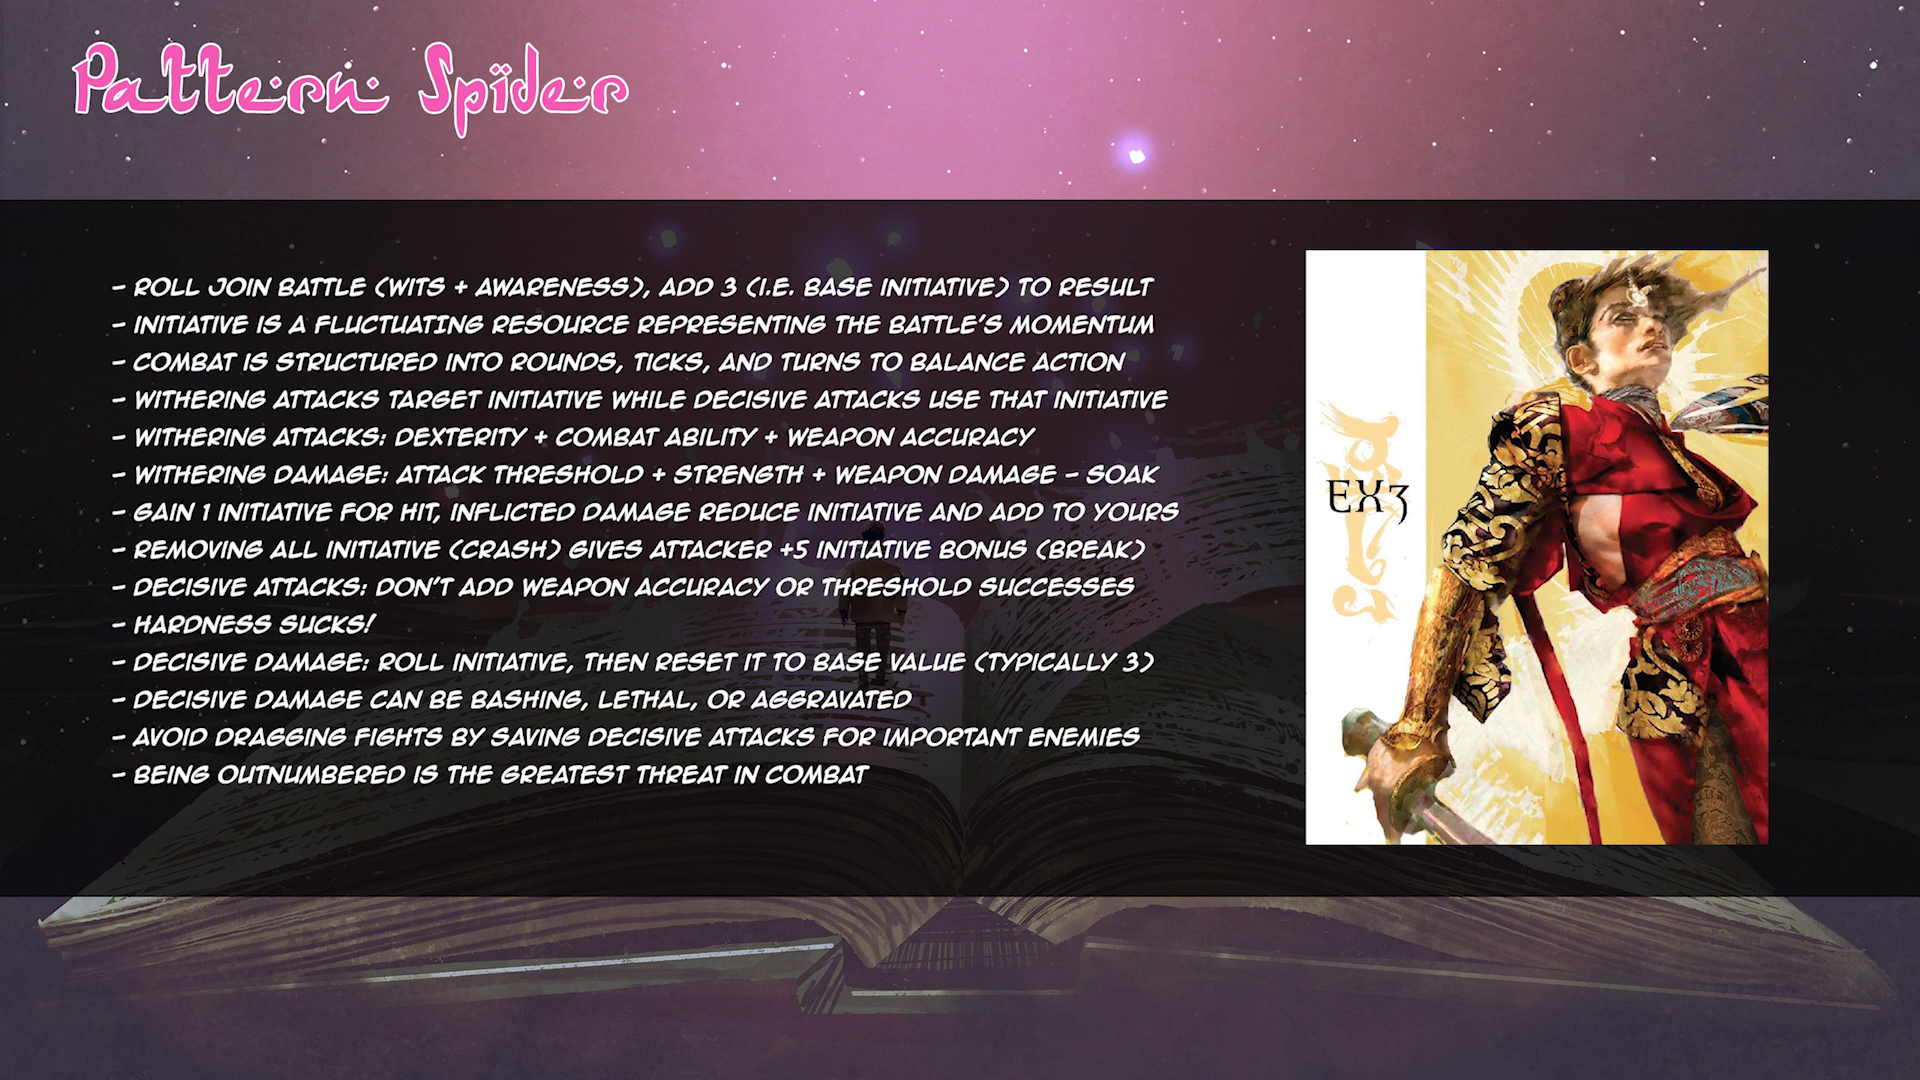 Pattern Spïder
- ROLL JOIN BATTLE (WITS + AWARENESS), ADD 3 (I.E. BASE INITIATIVE) TO RESULT
- INITIATIVE IS A FLUCTUATING RESOURCE REPRESENTING THE BATTLE'S MOMENTUM
- COMBAT IS STRUCTURED INTO ROUNDS, TICKS, AND TURNS TO BALANCE ACTION
- WITHERING ATTACKS TARGET INITIATIVE WHILE DECISIVE ATTACKS USE THAT INITIATIVE
- WITHERING ATTACKS: DEXTERITY + COMBAT ABILITY + WEAPON ACCURACY
- WITHERING DAMAGE: ATTACK THRESHOLD + STRENGTH + WEAPON DAMAGE - SOAK
- GAIN 1 INITIATIVE FOR HIT, INFLICTED DAMAGE REDUCE INITIATIVE AND ADD TO YOURS
- REMOVING ALL INITIATIVE (CRASH) GIVES ATTACKER +5 INITIATIVE BONUS (BREAK)
- DECISIVE ATTACKS: DON'T ADD WEAPON ACCURACY OR THRESHOLD SUCCESSES
- HARDNESS SUCKS!
- DECISIVE DAMAGE: ROLL INITIATIVE, THEN RESET IT TO BASE VALUE (TYPICALLY 3)
- DECISIVE DAMAGE CAN BE BASHING, LETHAL, OR AGGRAVATED
- AVOID DRAGGING FIGHTS BY SAVING DECISIVE ATTACKS FOR IMPORTANT ENEMIES
- BEING OUTNUMBERED IS THE GREATEST THREAT IN COMBAT
EX3